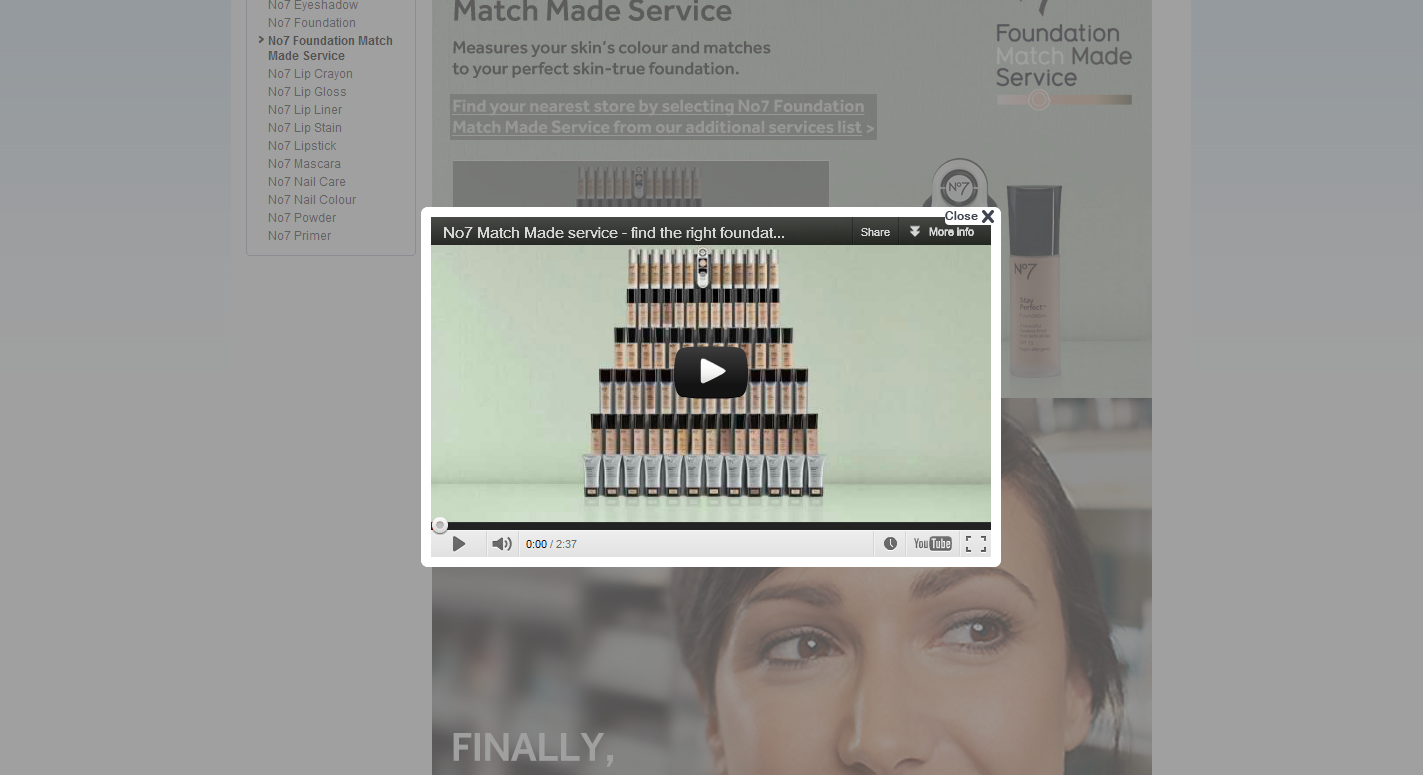 No7 Eyeshadow
No7 Foundation
No7 Foundation Match
Made Service
No7 Lip Crayon
No7 Lip Gloss
No7 Lip Liner
No7 Lip Stain
No7 Lipstick
No7 Mascara
No7 Nail Care
No7 Nail Colour
No7 Powder
No7 Primer
Match Made Service
Measures your skin's colour and matches
to your perfect skin-true foundation.
Find your nearest store by selecting No7 Foundation
Match Made Service from our additional services list >
Foundation
Match Made
Service
No7
No7
Stay
Perfect™
Foundation
Close
No7 Match Made service - find the right foundat...
Share
More info
0:00 / 2:37
YouTube
FINALLY,